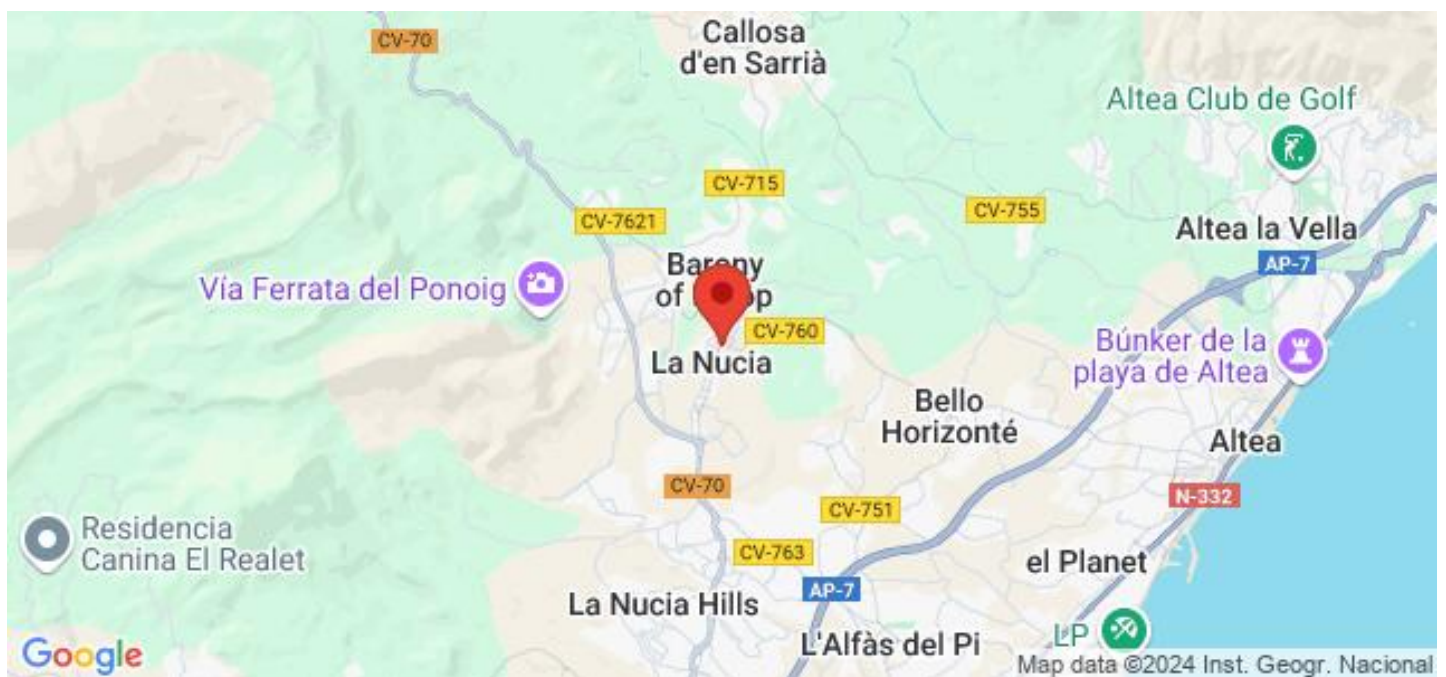 CV-70
Callosa
d'en Sarrià
Altea Club de Golf
CV-715
CV-7621
CV-755
Altea la Vella
AP-7
Barony
of
Vía Ferrata del Ponoig
CV-760
La Nucia
Búnker de la
playa de Altea
Bello
Horizonté
Altea
CV-70
N-332
CV-751
Residencia
Canina El Realet
CV-763
el Planet
AP-7
La Nucia Hills
L'Alfàs del Pi
LP
Google
Map data ©2024 Inst. Geogr. Nacional